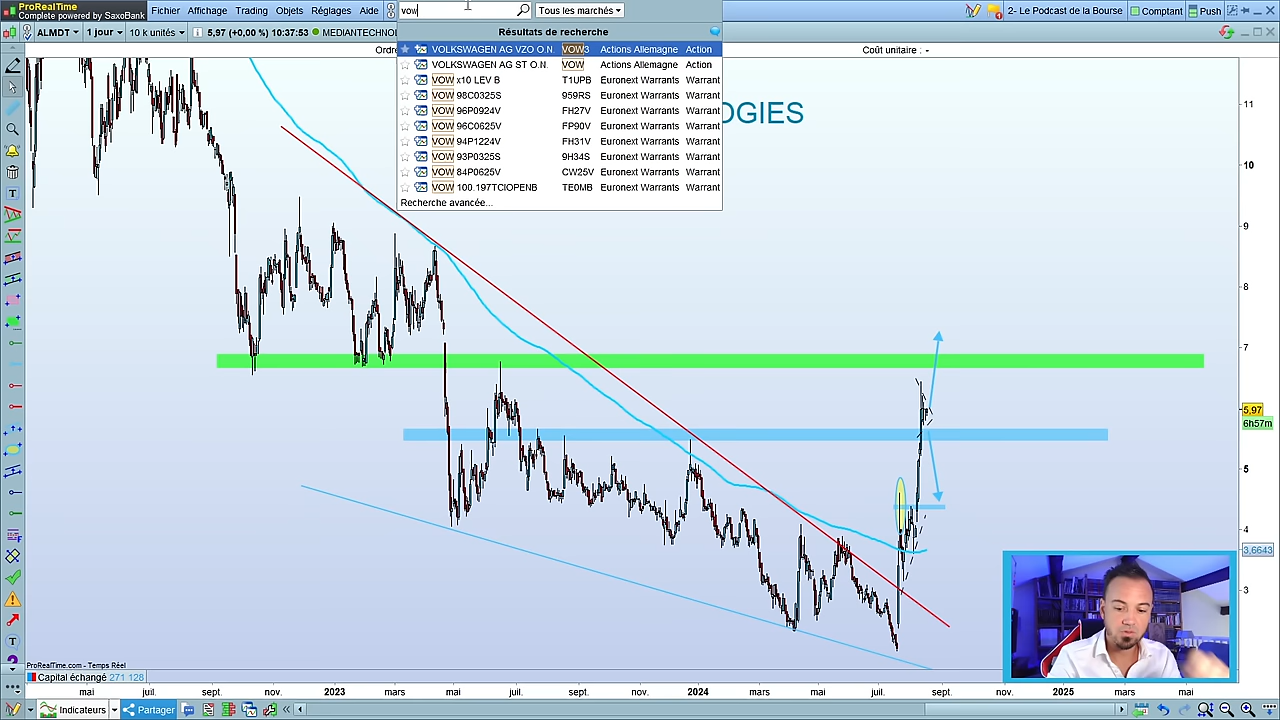 ProRealTime
Complete powered by SaxoBank
Fichier Affichage Trading Objets Réglages Aide
vow
Tous les marchés
2- Le Podcast de la Bourse
Comptant
Push
ALMDT
1 jour
10 k unités
5,97 (+0,00 %) 10:37:53
MEDIANTECHNO
Résultats de recherche
Coût unitaire : -
VOLKSWAGEN AG VZO O.N. VOW3 Actions Allemagne Action
VOLKSWAGEN AG ST O.N. VOW Actions Allemagne Action
VOW x10 LEV B T1UPB Euronext Warrants Warrant
VOW 98C0325S 959RS Euronext Warrants Warrant
VOW 96P0924V FH27V Euronext Warrants Warrant
VOW 96C0625V FP90V Euronext Warrants Warrant
VOW 94P1224V FH31V Euronext Warrants Warrant
VOW 93P0325S 9H34S Euronext Warrants Warrant
VOW 84P0625V CW25V Euronext Warrants Warrant
VOW 100.197TCIOPENB TE0MB Euronext Warrants Warrant
Recherche avancée...
OGIES
11
10
9
8
7
5,97
6h57m
5
4
3,6643
3
ProRealTime.com - Temps Réel
Capital échangé 271 128
mai juil. sept. nov. 2023 mars mai juil. sept. nov. 2024 mars mai juil. sept. nov. 2025 mars mai
Indicateurs
Partager